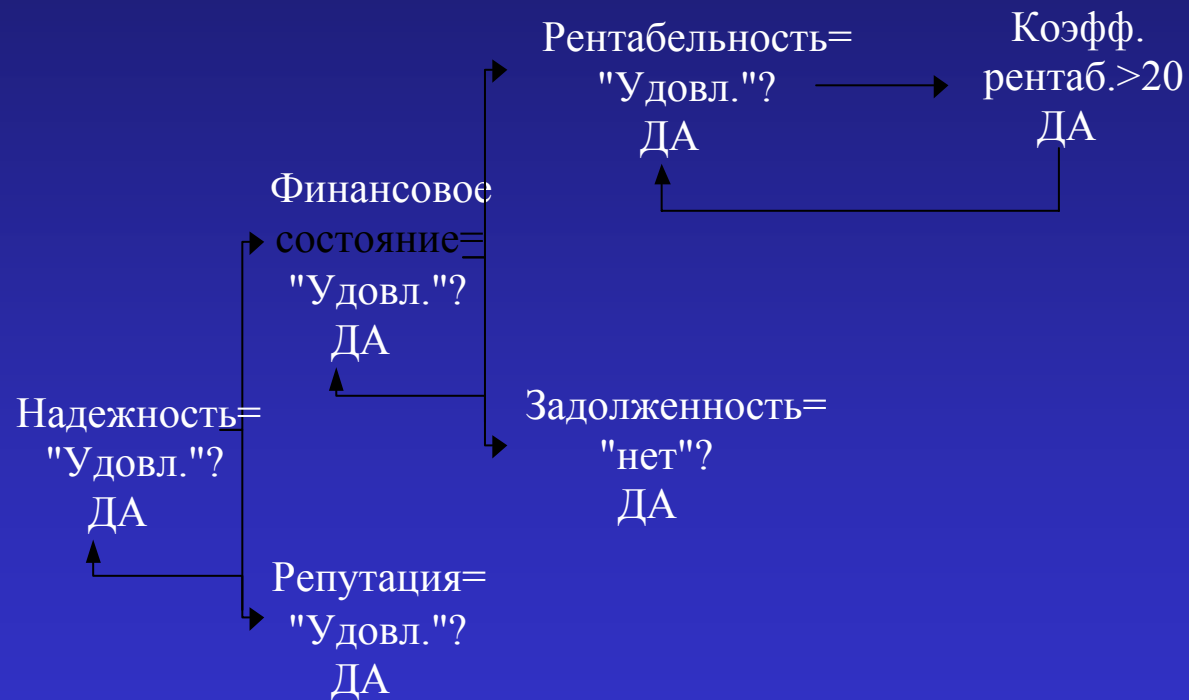 Рентабельность=
"Удовл."?
ДА
Коэфф.
рентаб.>20
ДА
Финансовое
состояние=
"Удовл."?
ДА
Надежность=
"Удовл."?
ДА
Задолженность=
"нет"?
ДА
Репутация=
"Удовл."?
ДА